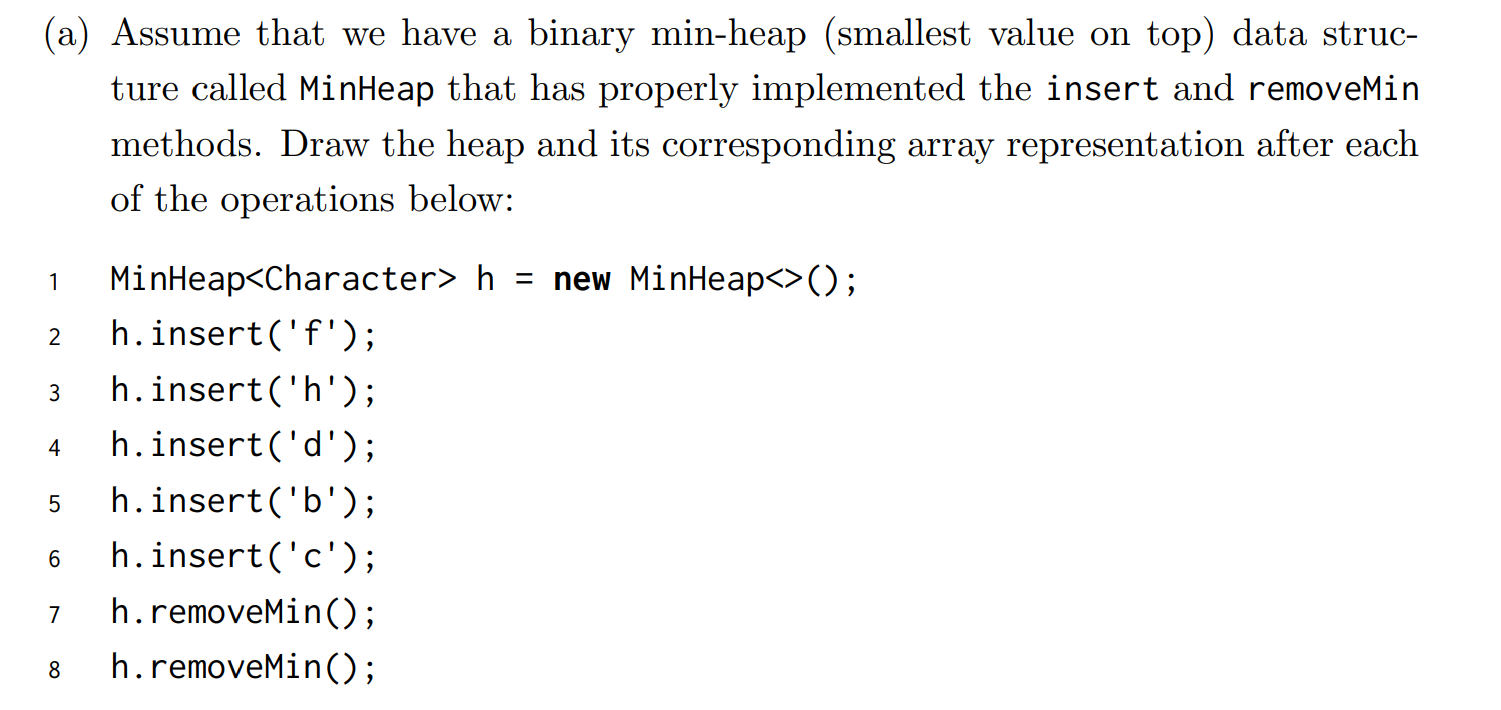 (a) Assume that we have a binary min-heap (smallest value on top) data struc-
ture called MinHeap that has properly implemented the insert and removeMin
methods. Draw the heap and its corresponding array representation after each
of the operations below:
1 MinHeap<Character> h = new MinHeap<>();
2 h.insert('f');
3 h.insert('h');
4 h.insert('d');
5 h.insert('b');
6 h.insert('c');
7 h.removeMin();
8 h.removeMin();